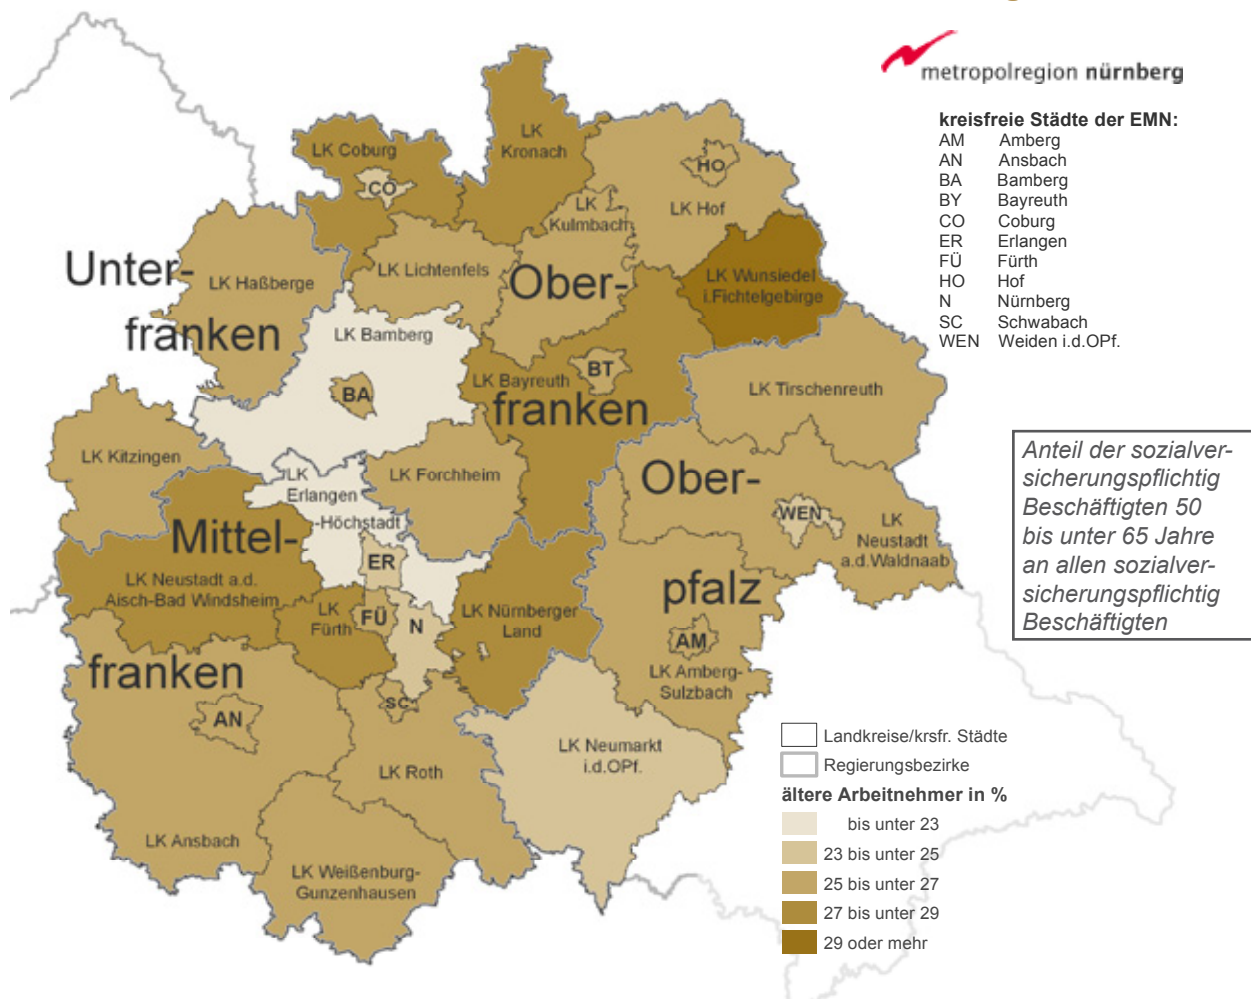 metropolregion nürnberg
kreisfreie Städte der EMN:
AM Amberg
AN Ansbach
BA Bamberg
BY Bayreuth
CO Coburg
ER Erlangen
FÜ Fürth
HO Hof
N Nürnberg
SC Schwabach
WEN Weiden i.d.OPf.
Anteil der sozialver-
sicherungspflichtig
Beschäftigten 50
bis unter 65 Jahre
an allen sozialver-
sicherungspflichtig
Beschäftigten
LK
Kronach
LK Coburg
CO
HO
LK Hof
LK
Kulmbach
Unter-
franken
LK Haßberge
LK Lichtenfels
Ober-
franken
LK Wunsiedel
i.Fichtelgebirge
LK Bamberg
BA
LK Bayreuth
BT
LK Tirschenreuth
LK Kitzingen
LK
Erlangen
-Höchstadt
LK Forchheim
Ober-
pfalz
WEN
LK
Neustadt
a.d.Waldnaab
Mittel-
franken
ER
LK Neustadt a.d.
Aisch-Bad Windsheim
LK
Fürth
FÜ
N
LK Nürnberger
Land
AM
LK Amberg-
Sulzbach
SC
AN
LK Neumarkt
i.d.OPf.
LK Roth
LK Ansbach
LK Weißenburg-
Gunzenhausen
Landkreise/krsfr. Städte
Regierungsbezirke
ältere Arbeitnehmer in %
bis unter 23
23 bis unter 25
25 bis unter 27
27 bis unter 29
29 oder mehr